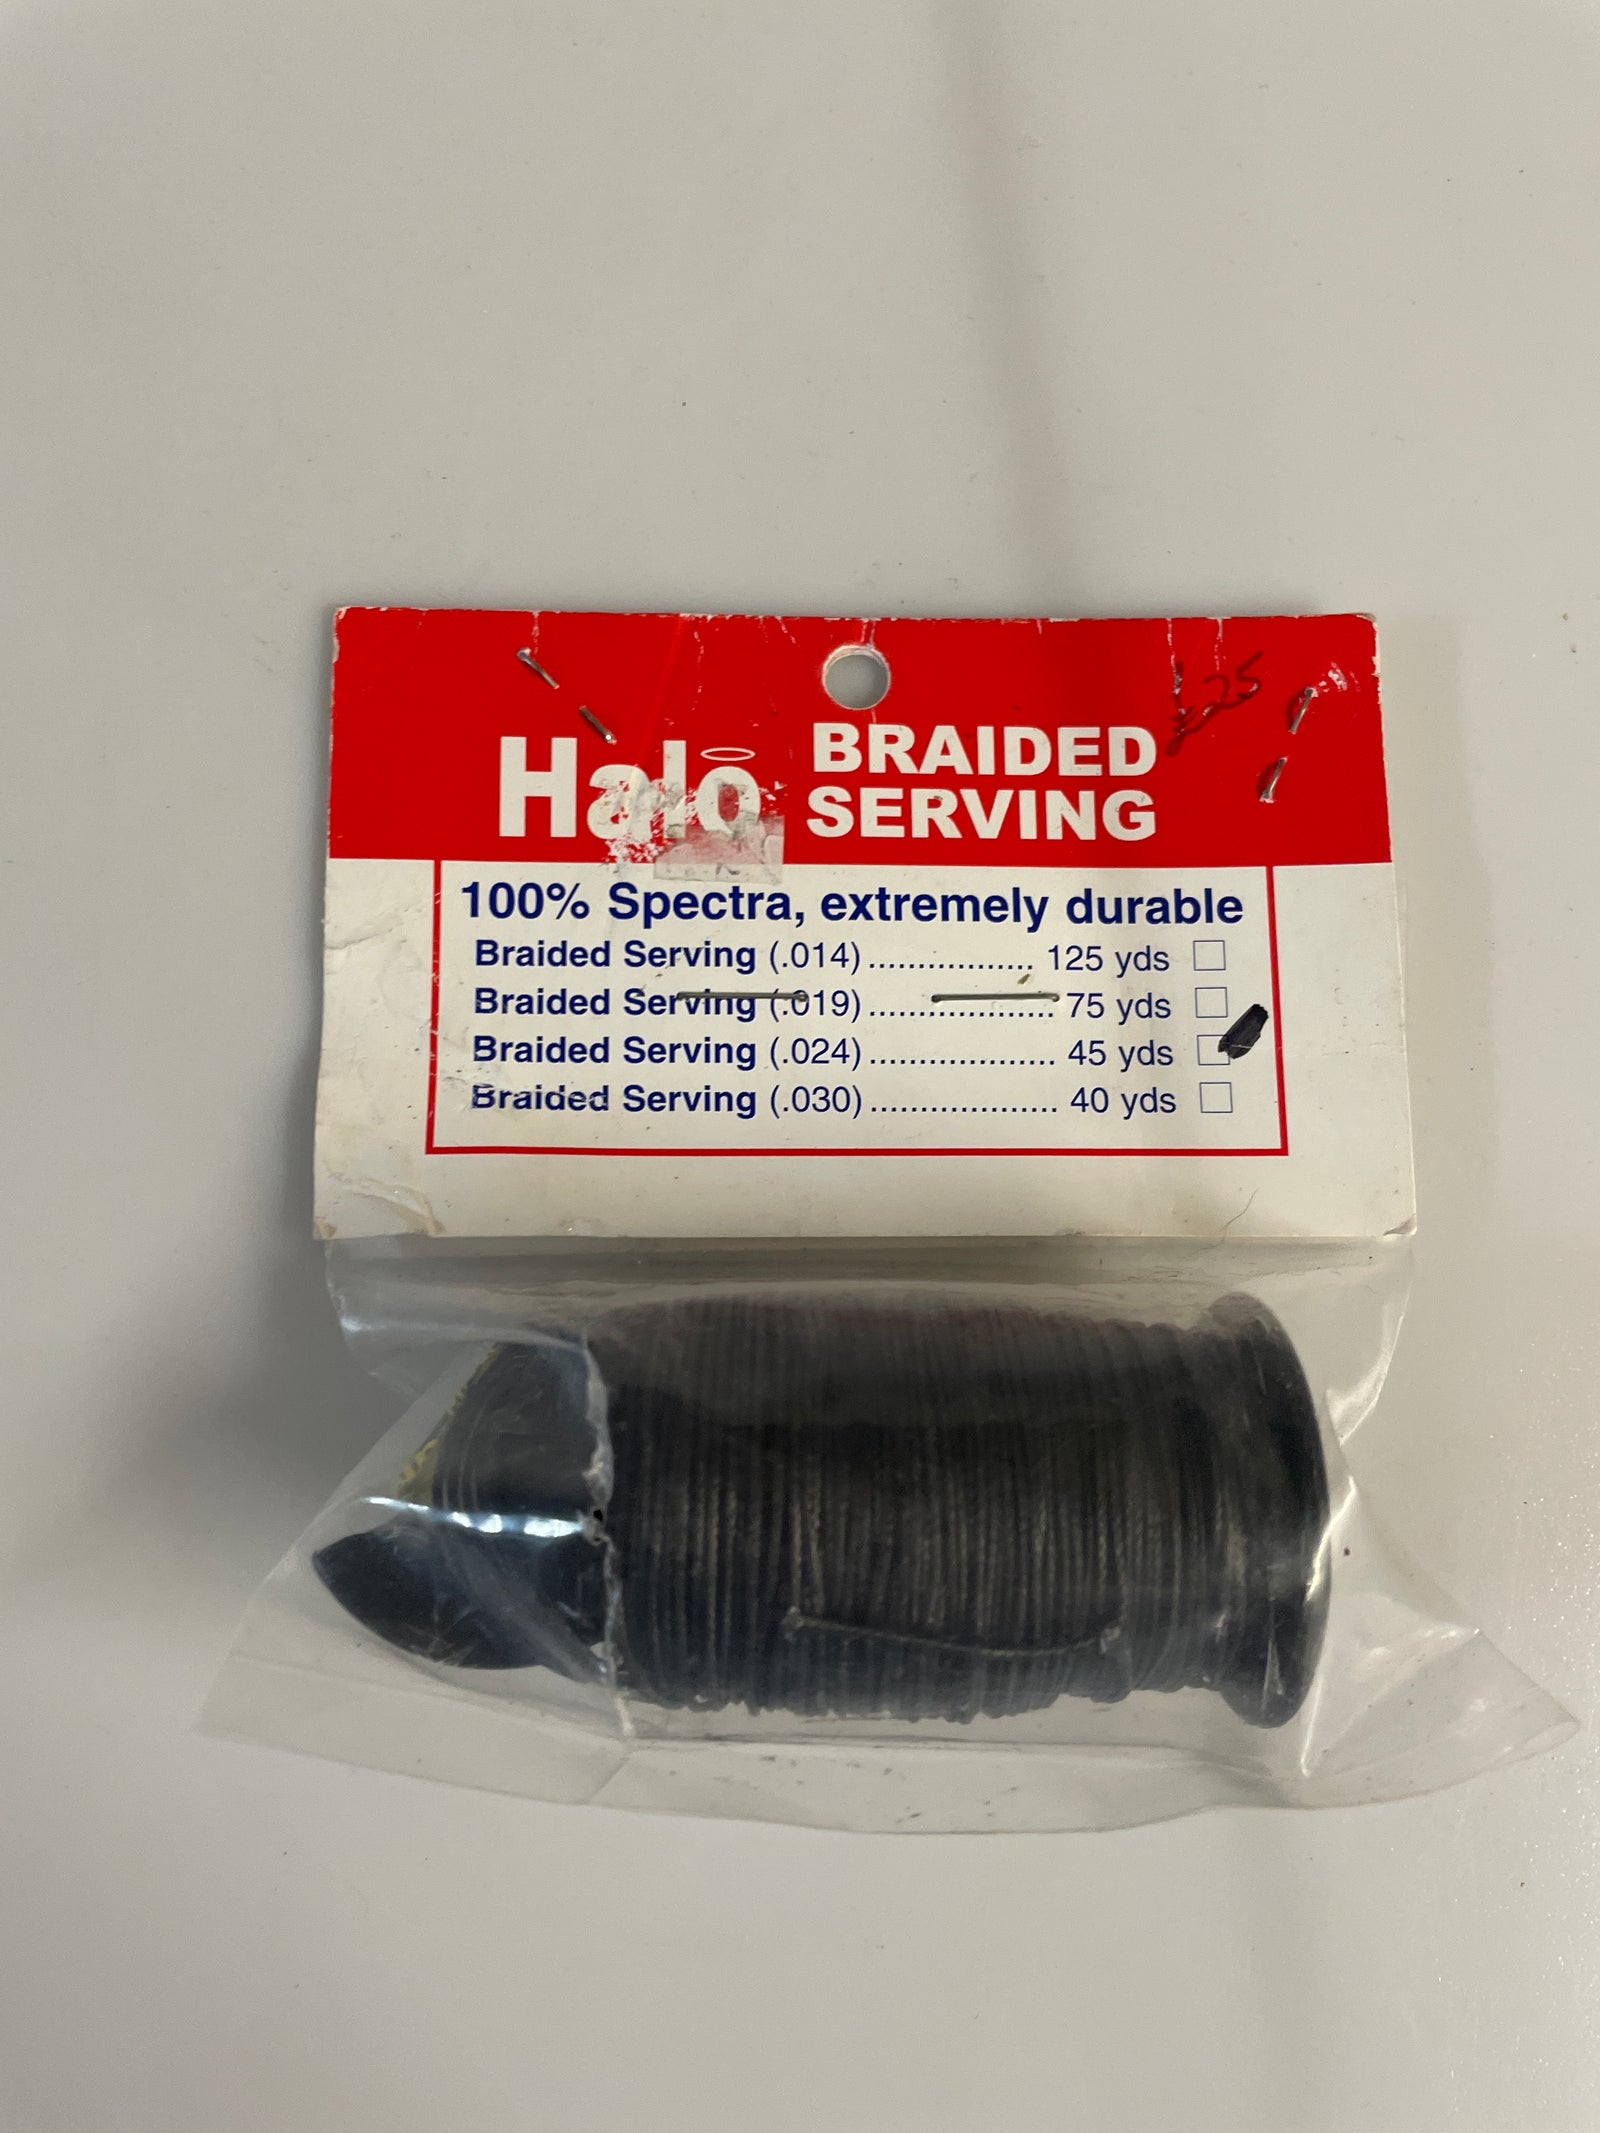 £25
Halo BRAIDED
SERVING
100% Spectra, extremely durable
Braided Serving (.014)................. 125 yds ☐
Braided Serving (.019)................... 75 yds ☐
Braided Serving (.024)................... 45 yds ☐
Braided Serving (.030)................... 40 yds ☐